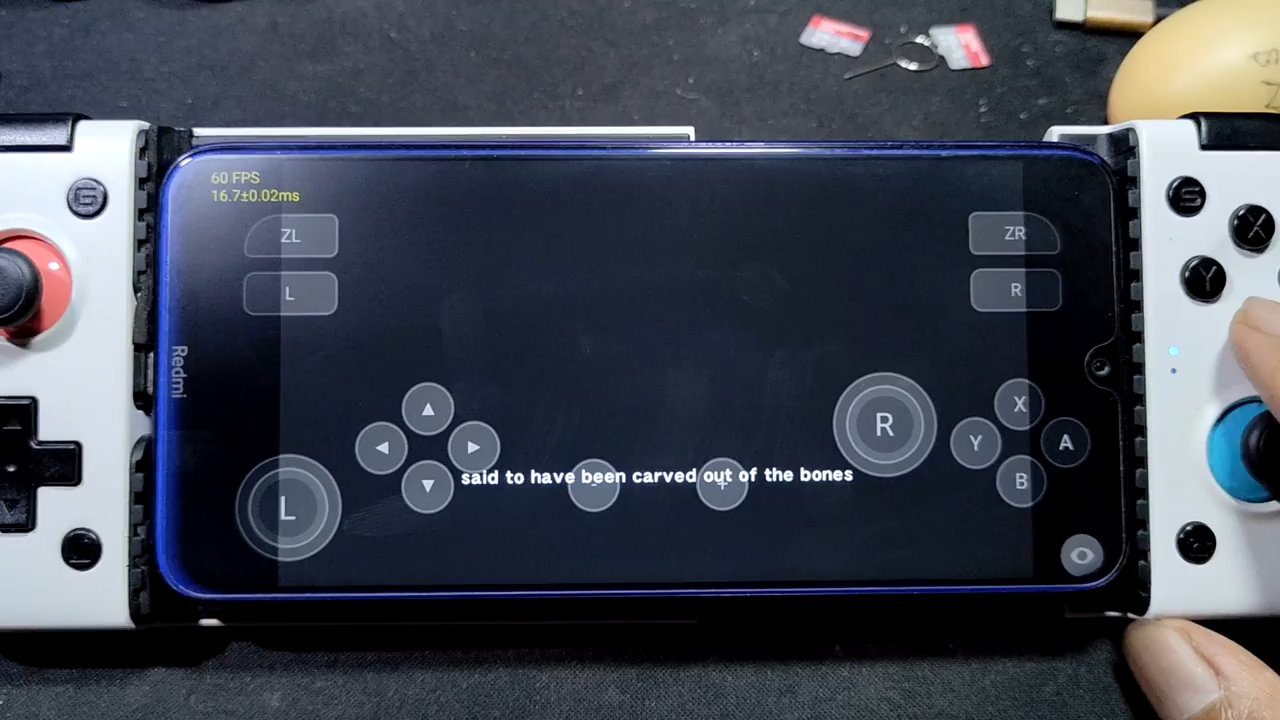 60 FPS
16.7±0.02ms
ZL
ZR
L
R
Redmi
G
S
X
Y
X
Y
A
B
L
R
-
+
said to have been carved out of the bones